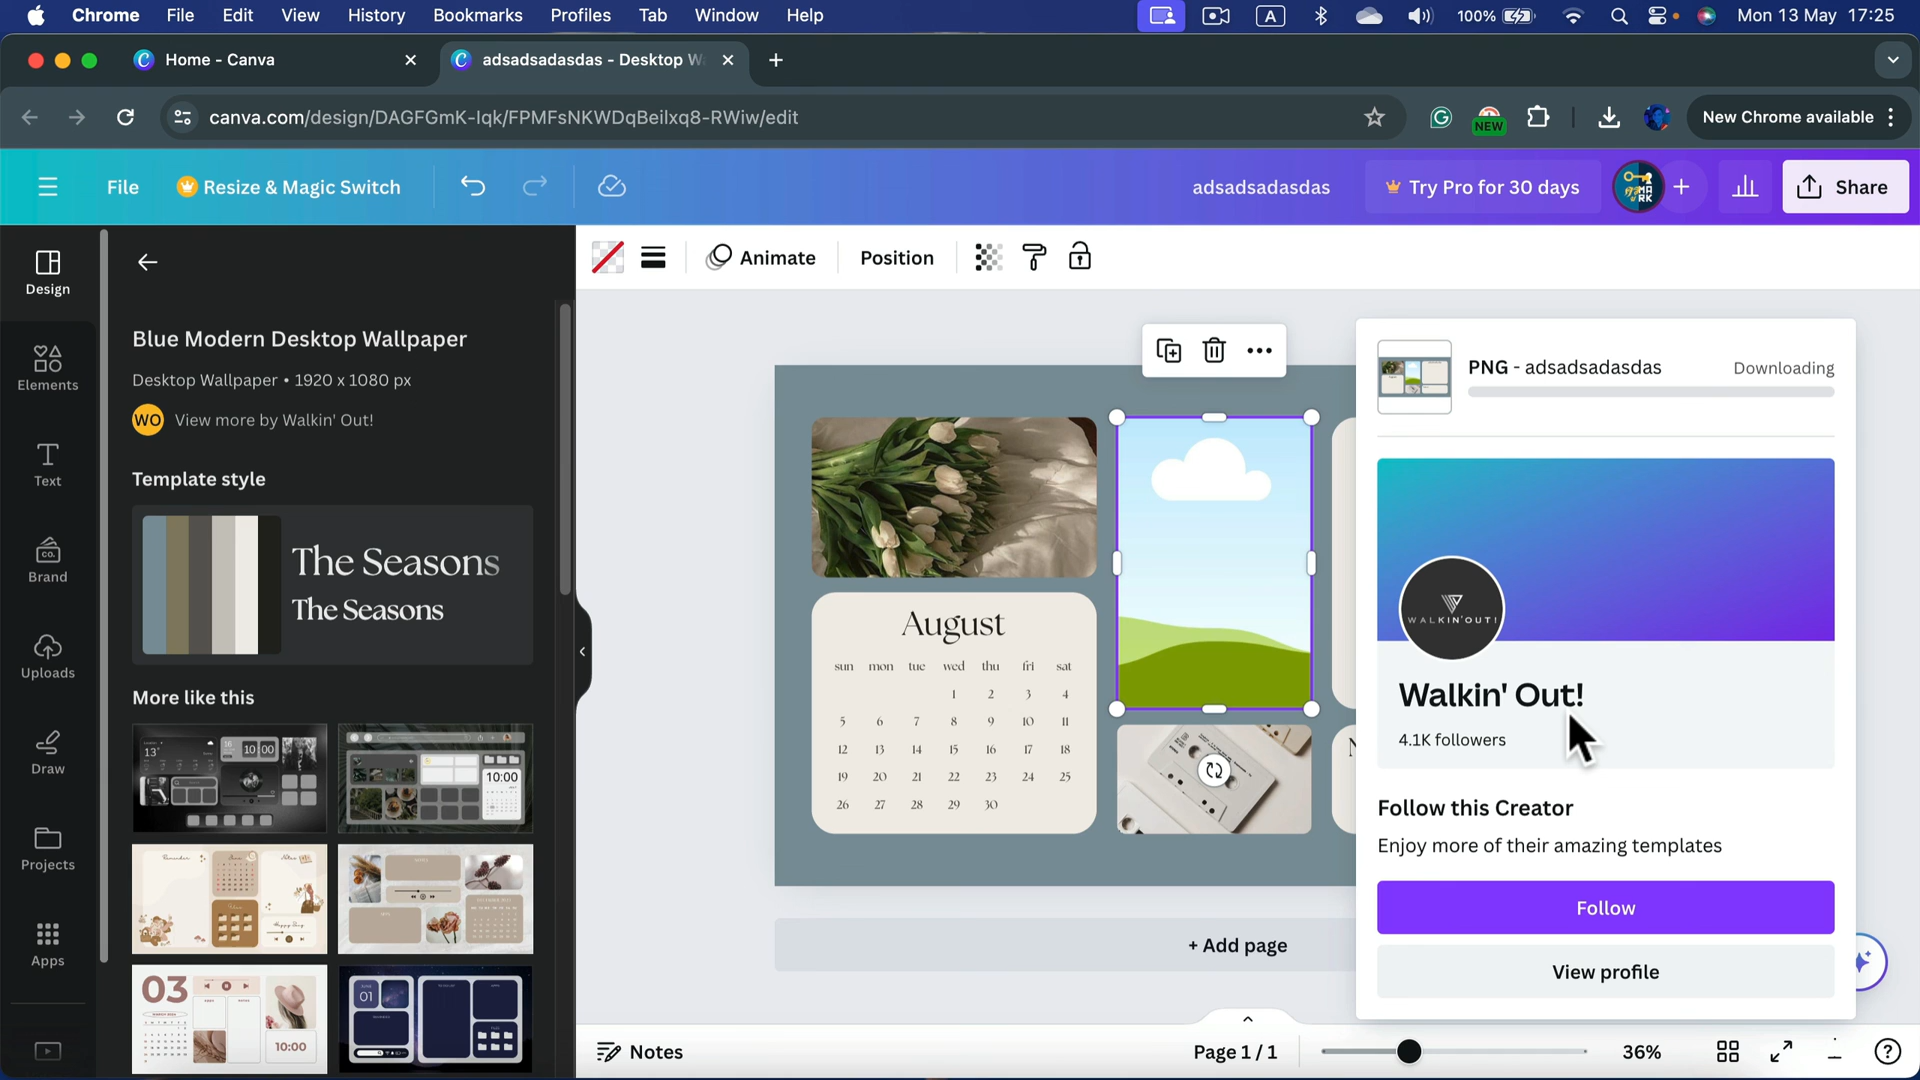 Chrome File Edit View History Bookmarks Profiles Tab Window Help A 100% Mon 13 May 17:25
Home - Canva
adsadsadasdas - Desktop W
canva.com/design/DAGFGmK-Iqk/FPMFsNKWDqBeilxq8-RWiw/edit
NEW
New Chrome available
File
Resize & Magic Switch
adsadsadasdas
Try Pro for 30 days
Share
Design
Elements
Text
Brand
Uploads
Draw
Projects
Apps
Blue Modern Desktop Wallpaper
Desktop Wallpaper • 1920 x 1080 px
WO View more by Walkin' Out!
Template style
The Seasons
The Seasons
More like this
13°
16
10 00
10:00
03
10:00
01
Animate
Position
August
sun mon tue wed thu fri sat
1 2 3 4
5 6 7 8 9 10 11
12 13 14 15 16 17 18
19 20 21 22 23 24 25
26 27 28 29 30
+ Add page
PNG - adsadsadasdas
Downloading
WALKIN'OUT!
Walkin' Out!
4.1K followers
Follow this Creator
Enjoy more of their amazing templates
Follow
View profile
Notes
Page 1 / 1
36%